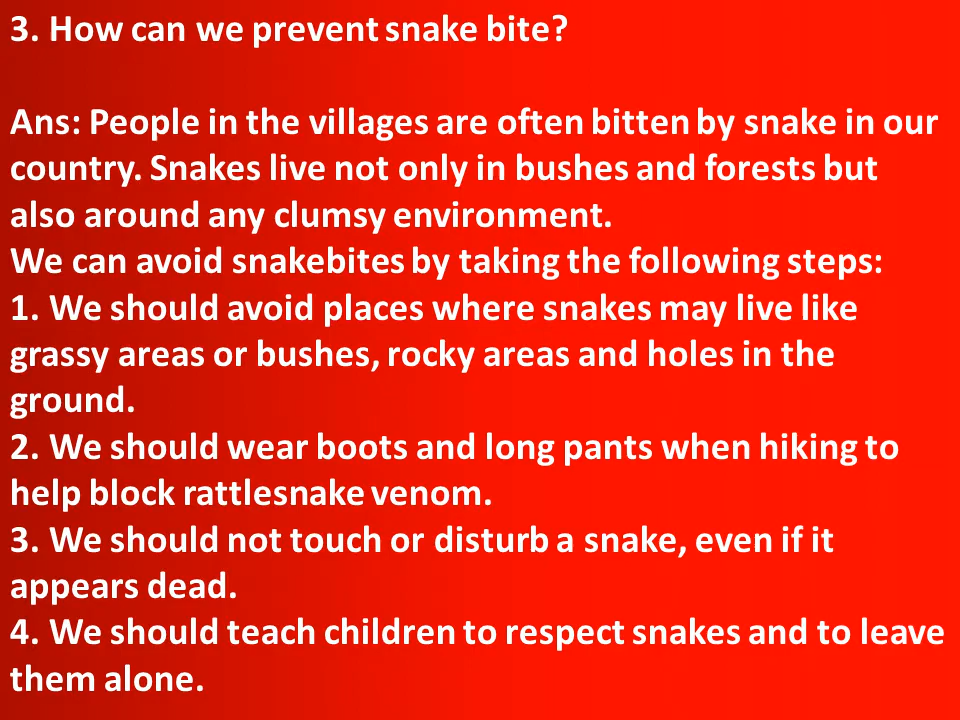 3. How can we prevent snake bite?
Ans: People in the villages are often bitten by snake in our
country. Snakes live not only in bushes and forests but
also around any clumsy environment.
We can avoid snakebites by taking the following steps:
1. We should avoid places where snakes may live like
grassy areas or bushes, rocky areas and holes in the
ground.
2. We should wear boots and long pants when hiking to
help block rattlesnake venom.
3. We should not touch or disturb a snake, even if it
appears dead.
4. We should teach children to respect snakes and to leave
them alone.